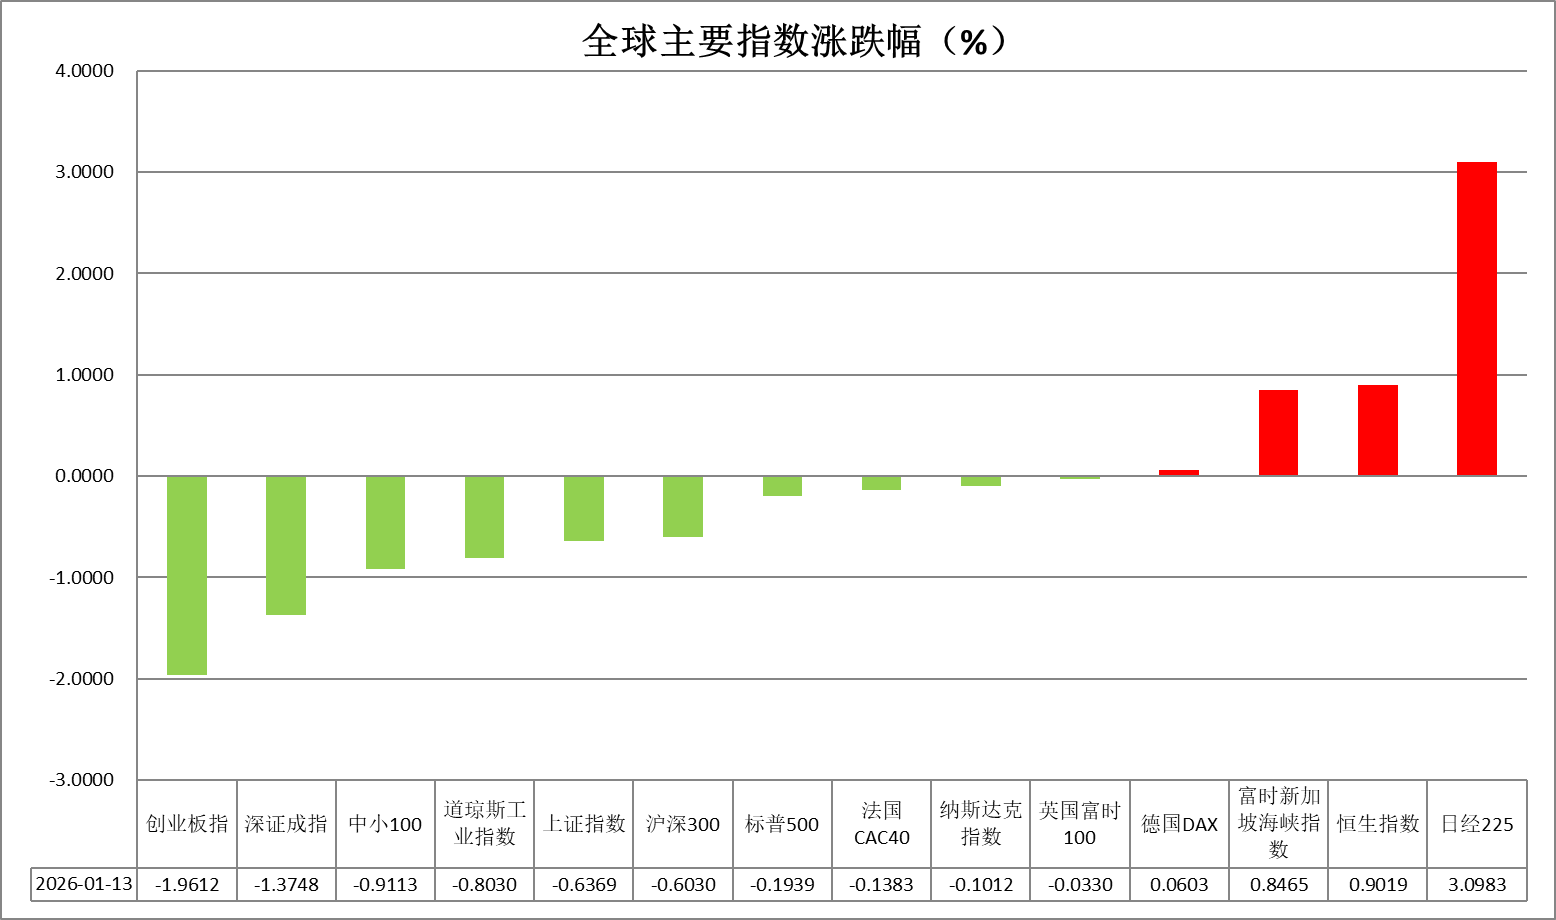 全球主要指数涨跌幅（%）
4.0000
3.0000
2.0000
1.0000
0.0000
-1.0000
-2.0000
-3.0000
创业板指
深证成指
中小100
道琼斯工
业指数
上证指数
沪深300
标普500
法国
CAC40
纳斯达克
指数
英国富时
100
德国DAX
富时新加
坡海峡指
数
恒生指数
日经225
2026-01-13 -1.9612 -1.3748 -0.9113 -0.8030 -0.6369 -0.6030 -0.1939 -0.1383 -0.1012 -0.0330 0.0603 0.8465 0.9019 3.0983